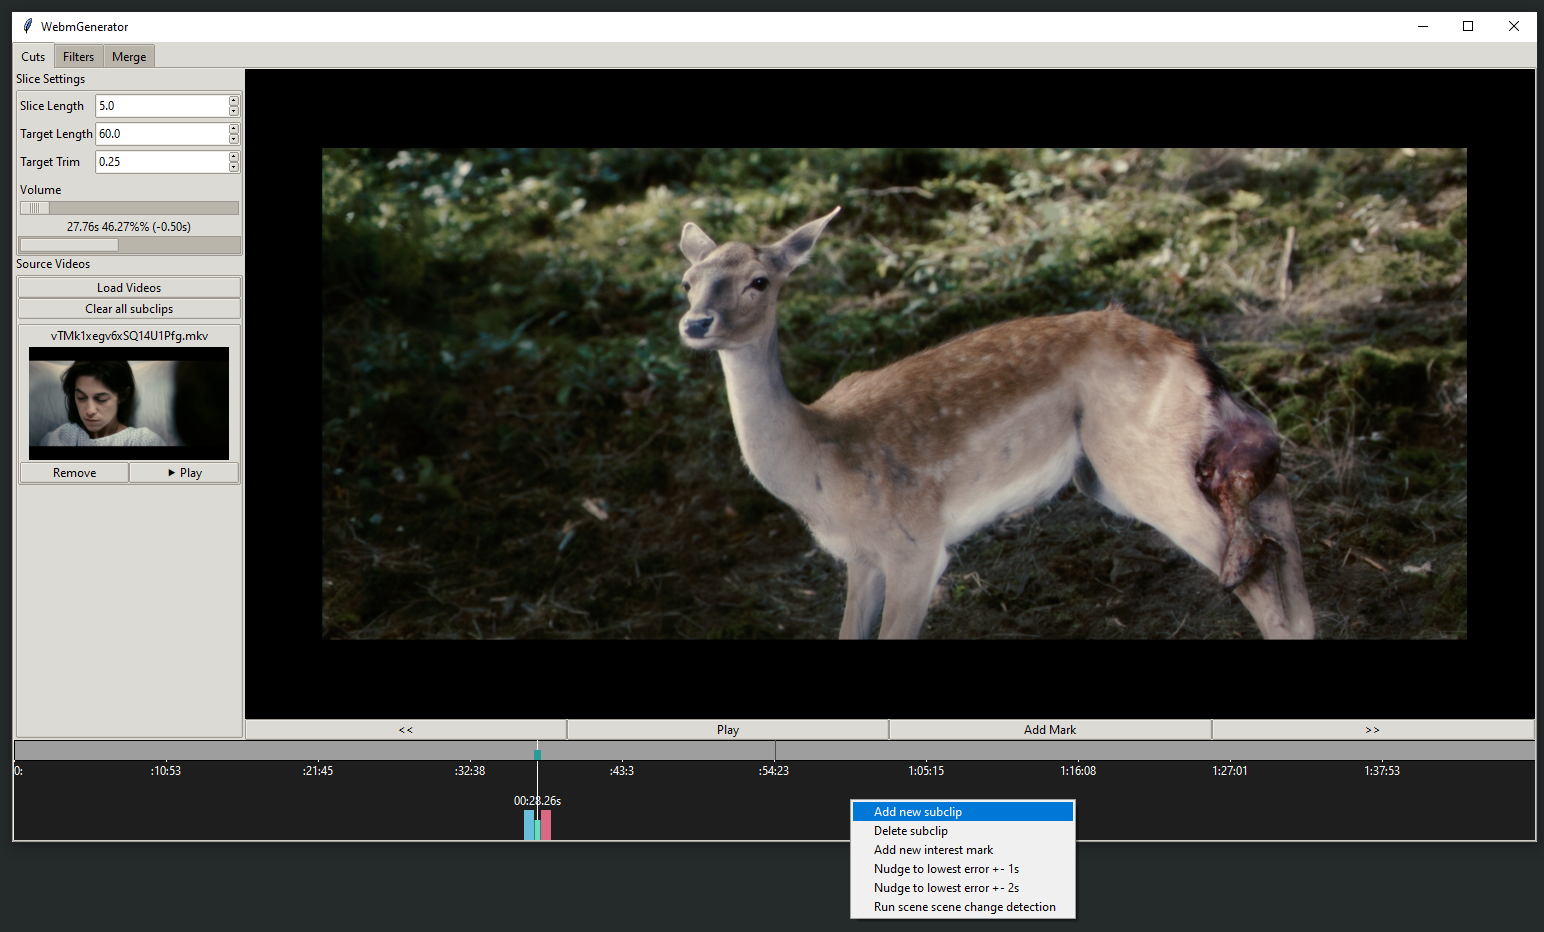 WebmGenerator
Cuts Filters Merge
Slice Settings
Slice Length 5.0
Target Length 60.0
Target Trim 0.25
Volume
27.76s 46.27%% (-0.50s)
Source Videos
Load Videos
Clear all subclips
vTMk1xegv6xSQ14U1Pfg.mkv
Remove ▶ Play
<< Play Add Mark >>
0: :10:53 :21:45 :32:38 :43:3 :54:23 1:05:15 1:16:08 1:27:01 1:37:53
00:28.26s
Add new subclip
Delete subclip
Add new interest mark
Nudge to lowest error +- 1s
Nudge to lowest error +- 2s
Run scene scene change detection